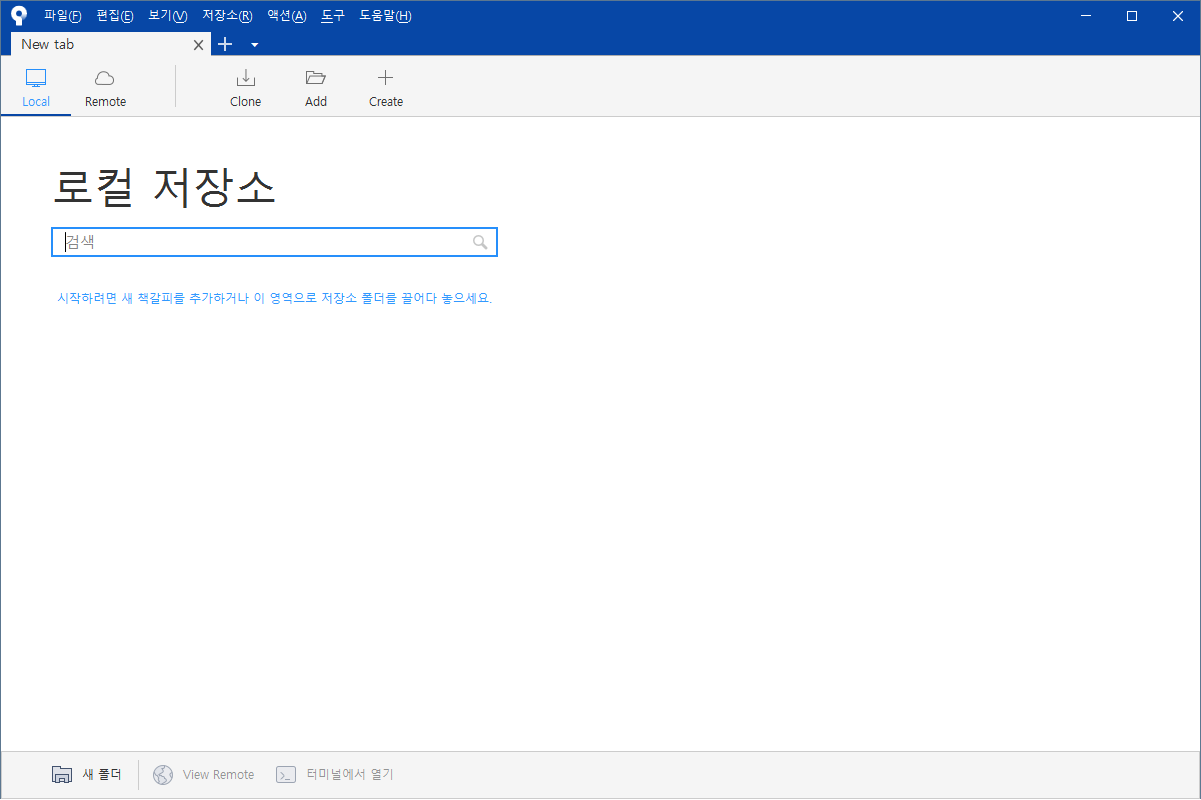 파일(F) 편집(E) 보기(V) 저장소(R) 액션(A) 도구 도움말(H)
New tab
Local Remote Clone Add Create
로컬 저장소
검색
시작하려면 새 책갈피를 추가하거나 이 영역으로 저장소 폴더를 끌어다 놓으세요.
새 폴더 View Remote 터미널에서 열기